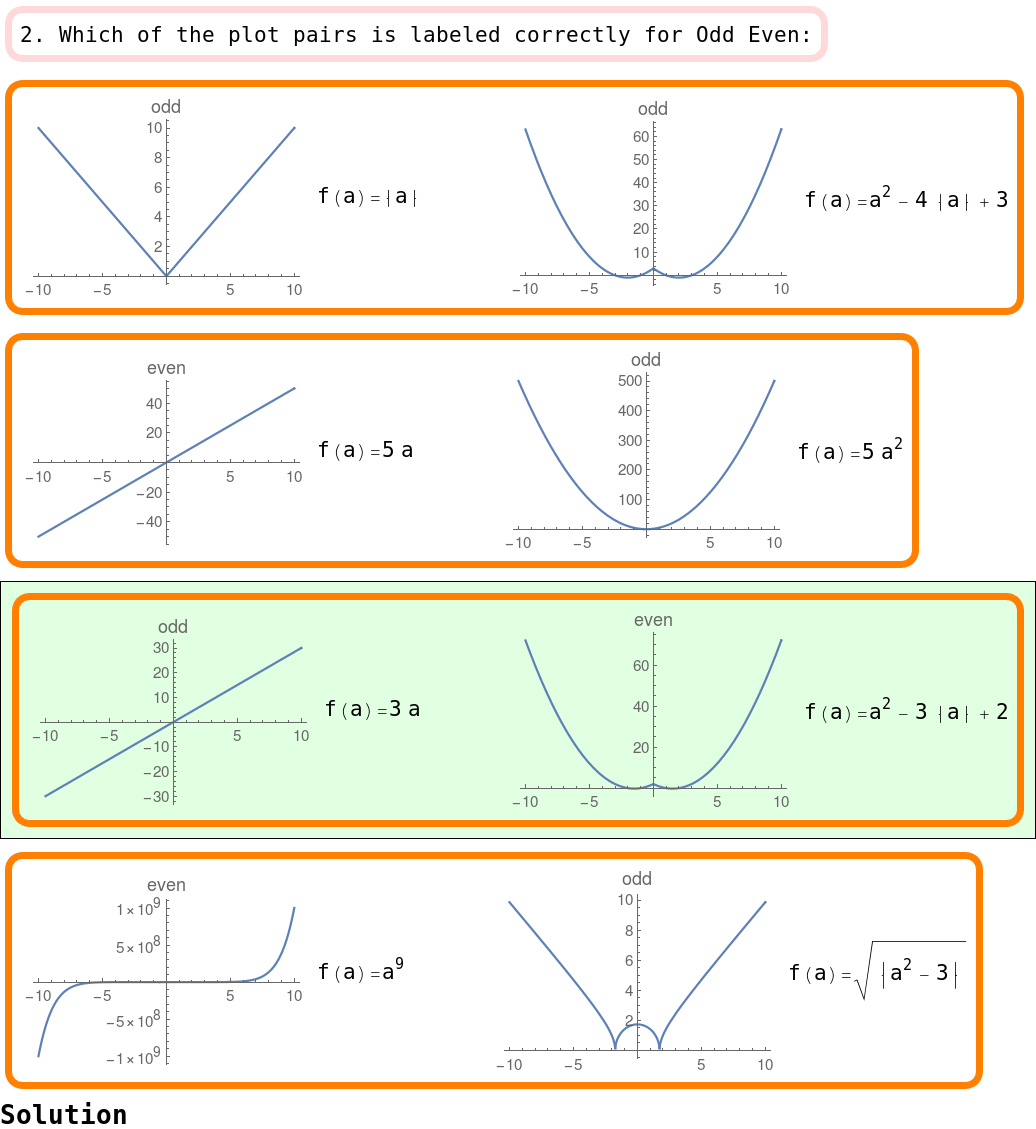 2. Which of the plot pairs is labeled correctly for Odd Even:
odd
10
8
6
4
2
−10 −5 5 10
f(a)=|a|
odd
60
50
40
30
20
10
−10 −5 5 10
f(a)=a² − 4 |a| + 3
even
40
20
−10 −5 5 10
−20
−40
f(a)=5 a
odd
500
400
300
200
100
−10 −5 5 10
f(a)=5 a²
odd
30
20
10
−10 −5 5 10
−10
−20
−30
f(a)=3 a
even
60
40
20
−10 −5 5 10
f(a)=a² − 3 |a| + 2
even
1×10⁹
5×10⁸
−10 −5 5 10
−5×10⁸
−1×10⁹
f(a)=a⁹
odd
10
8
6
4
2
−10 −5 5 10
f(a)=√|a² − 3|
Solution